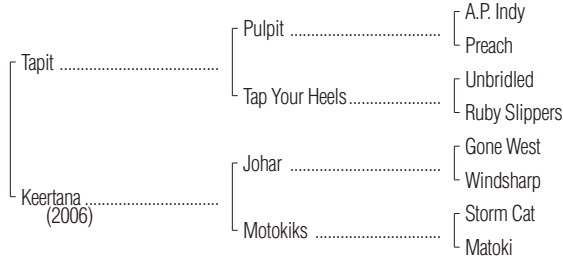 A.P. Indy
Pulpit
Preach
Tapit
Unbridled
Tap Your Heels
Ruby Slippers
Gone West
Johar
Windsharp
Keertana
(2006)
Storm Cat
Motokiks
Matoki